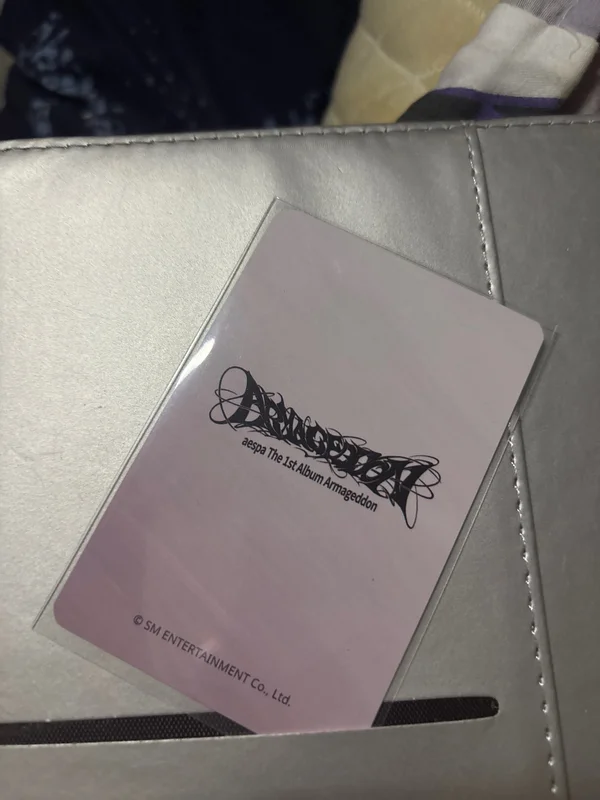 ARMAGEDDON
aespa The 1st Album Armageddon
© SM ENTERTAINMENT Co., Ltd.